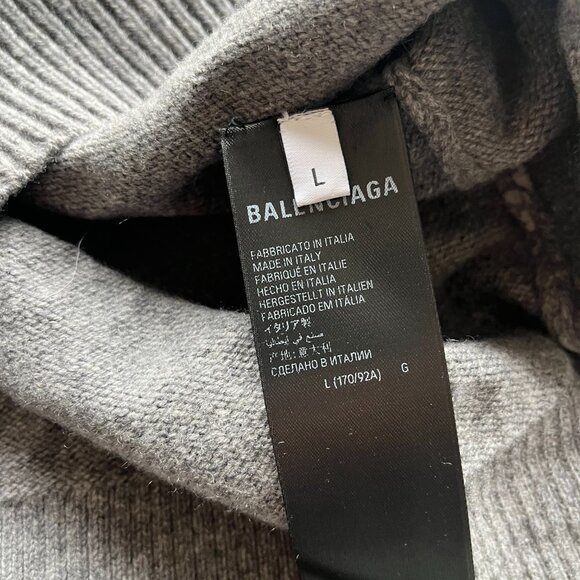 L
BALENCIAGA
FABBRICATO IN ITALIA
MADE IN ITALY
FABRIQUÉ EN ITALIE
HECHO EN ITALIA
HERGESTELLT IN ITALIEN
FABRICADO EM ITÁLIA
イタリア製
صنع في إيطاليا
产地: 意大利
СДЕЛАНО В ИТАЛИИ
L (170/92A) G